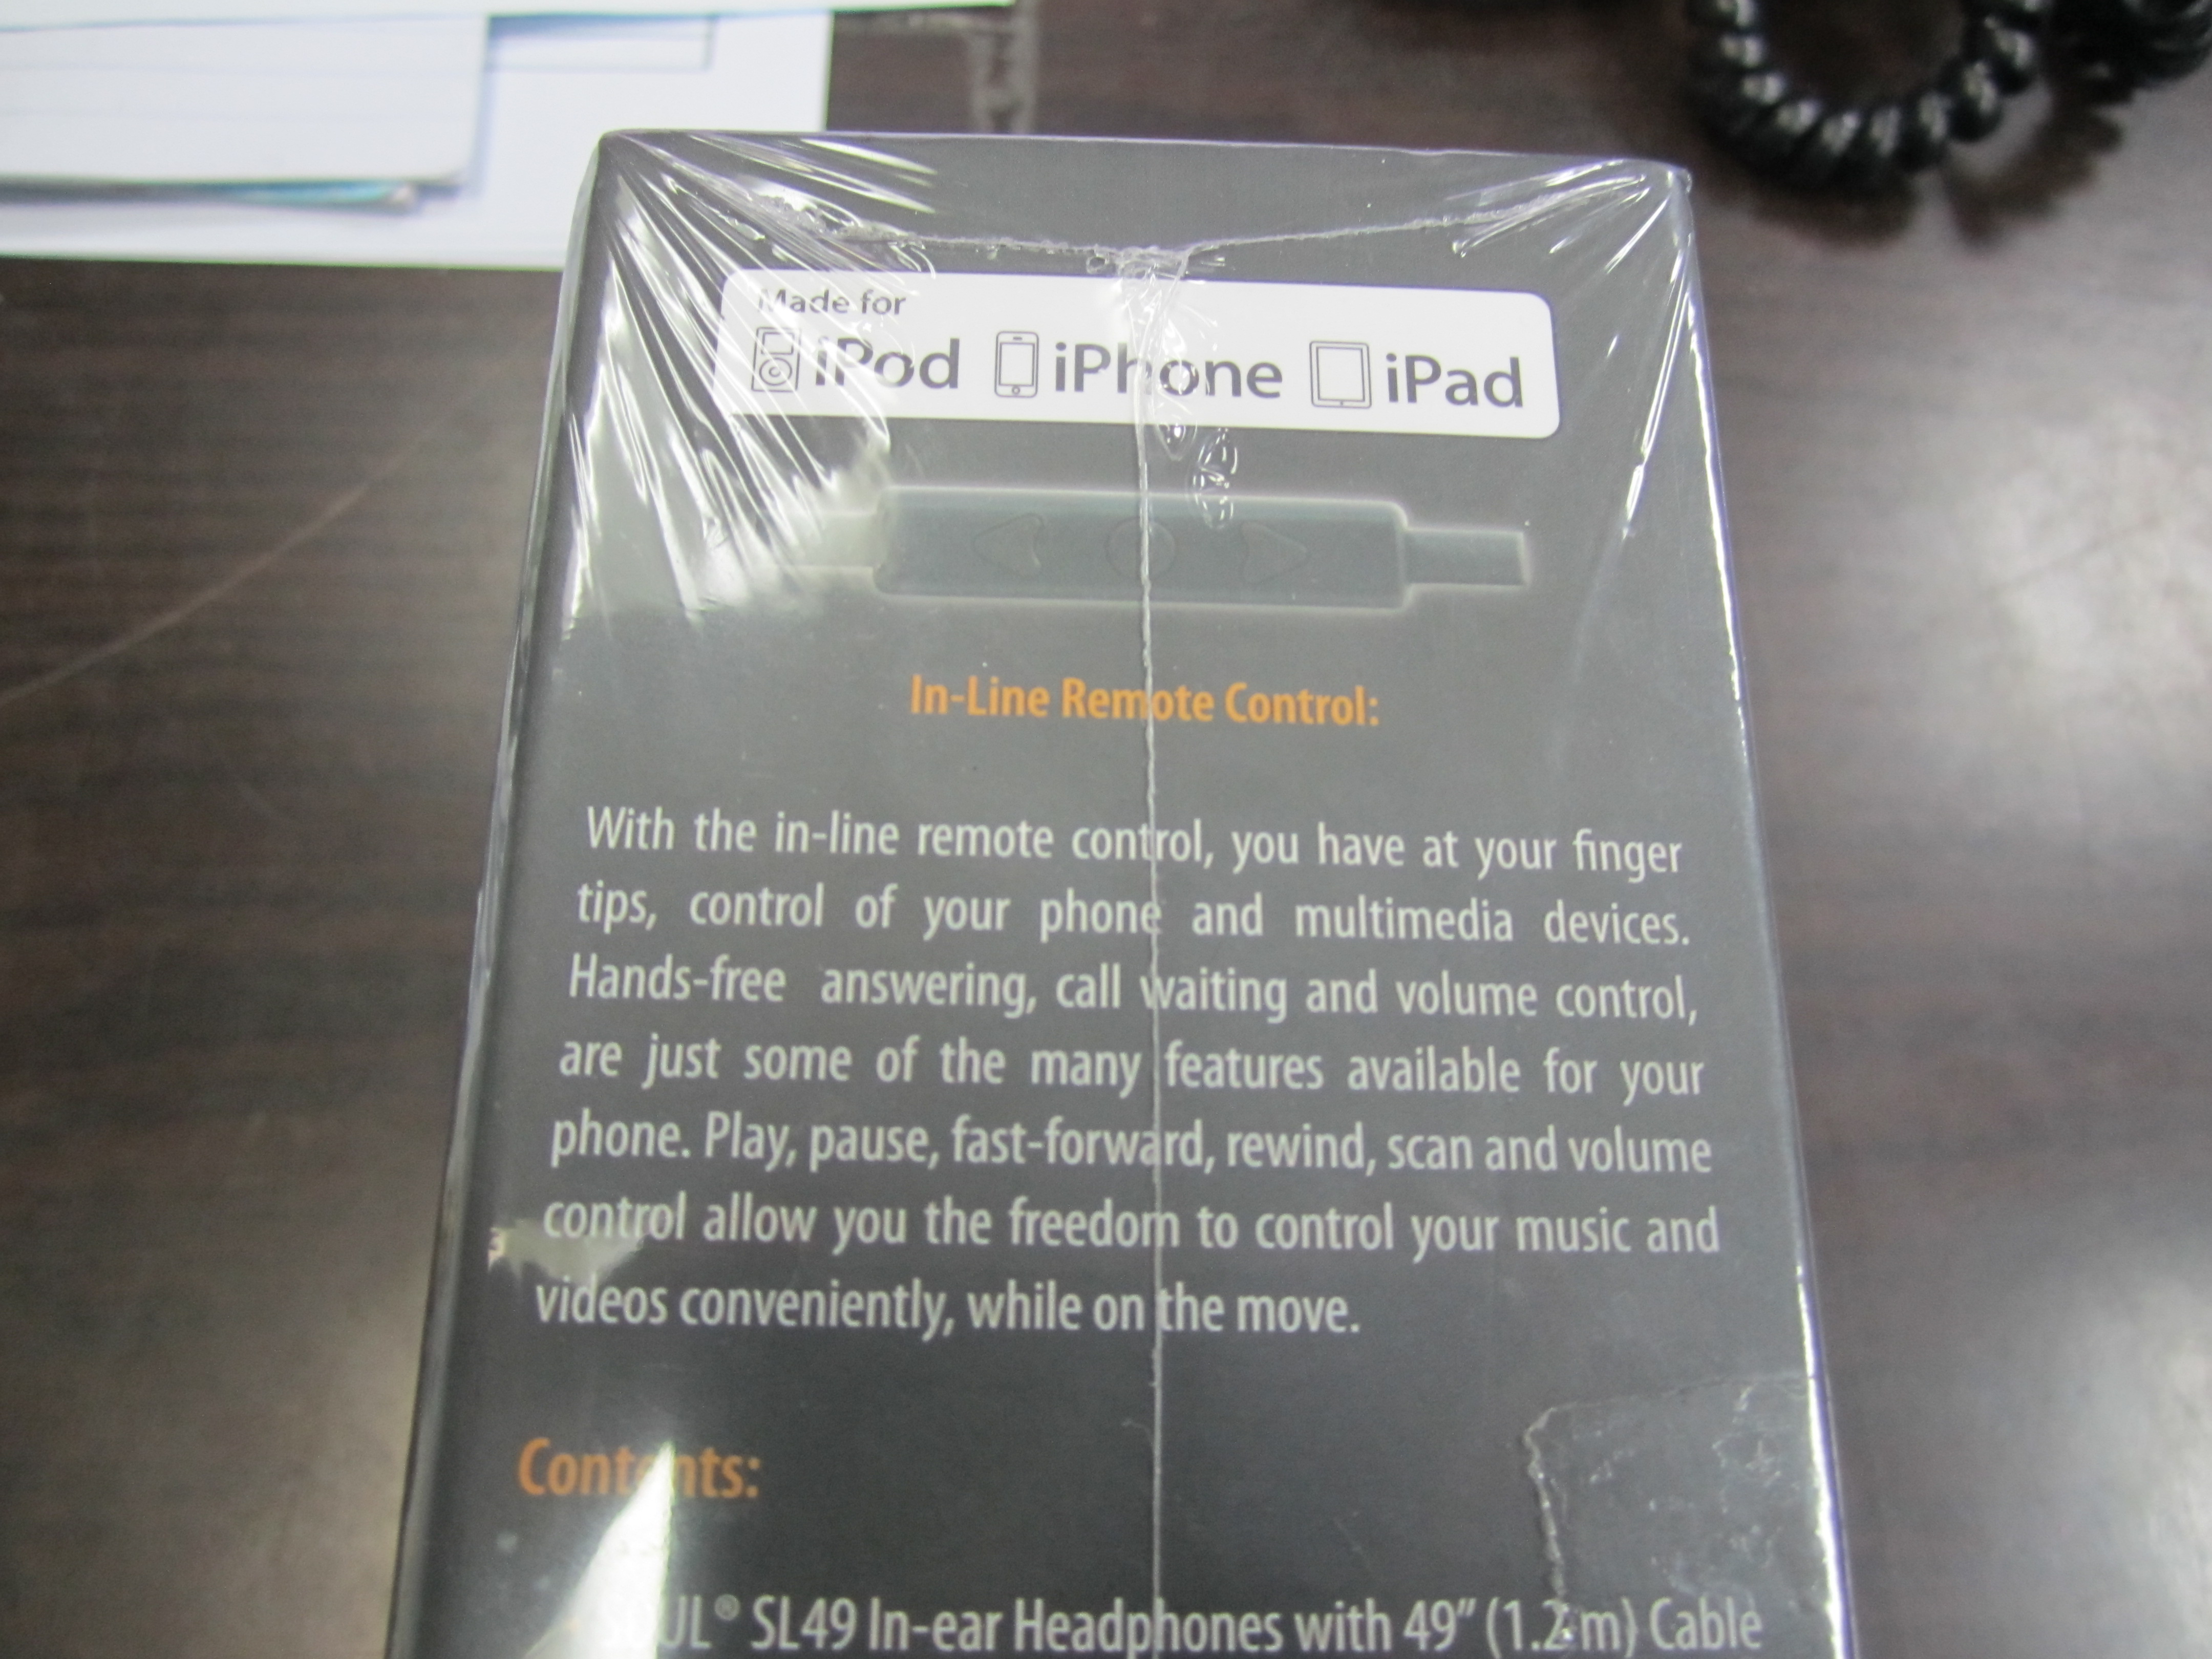 Made for
iPod iPhone iPad
In-Line Remote Control:
With the in-line remote control, you have at your finger
tips, control of your phone and multimedia devices.
Hands-free answering, call waiting and volume control,
are just some of the many features available for your
phone. Play, pause, fast-forward, rewind, scan and volume
control allow you the freedom to control your music and
videos conveniently, while on the move.
Contents:
SL49 In-ear Headphones with 49" (1.2 m) Cable